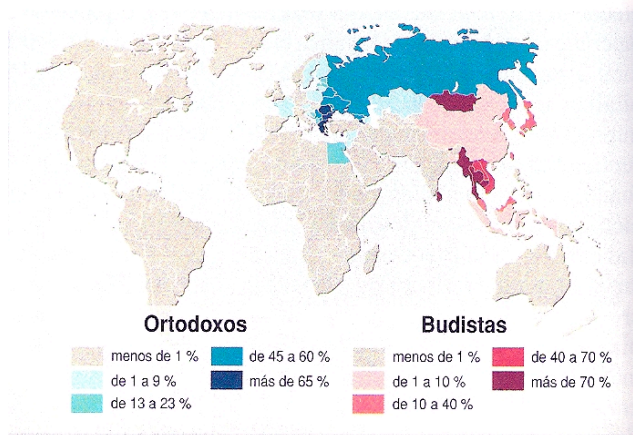 Ortodoxos
menos de 1 %
de 1 a 9 %
de 13 a 23 %
de 45 a 60 %
más de 65 %
Budistas
menos de 1 %
de 1 a 10 %
de 10 a 40 %
de 40 a 70 %
más de 70 %